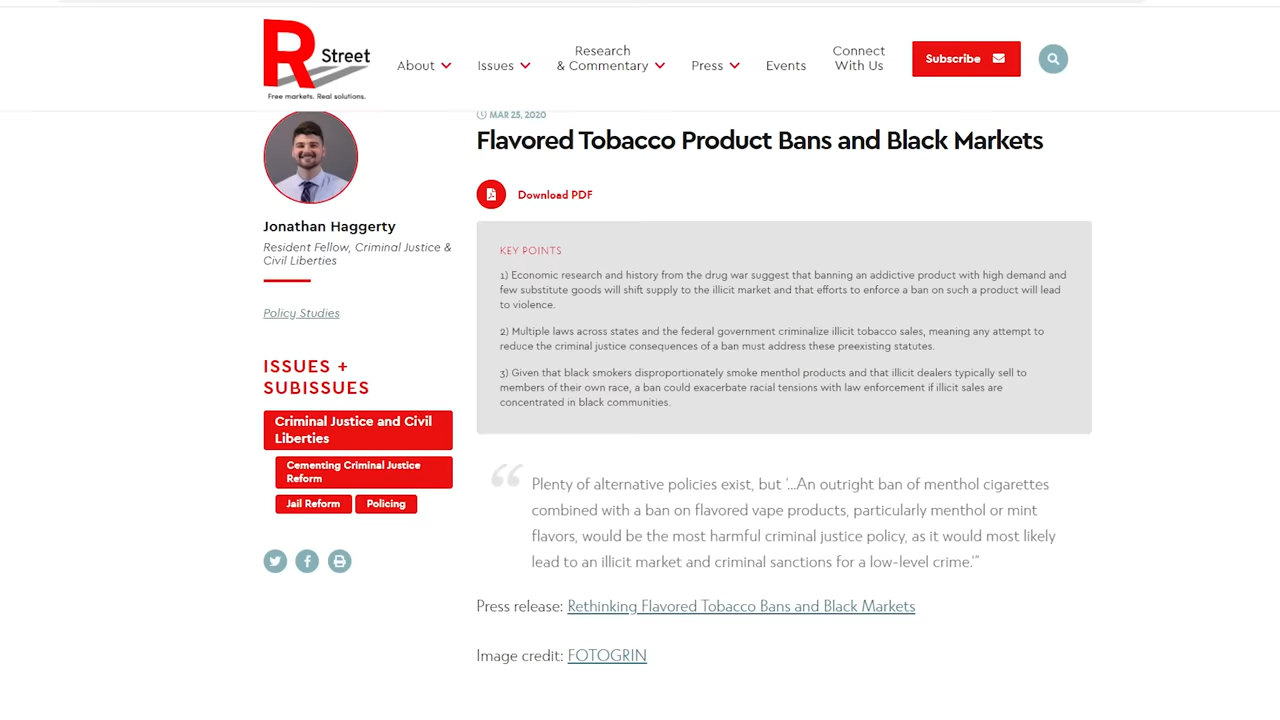 R Street
Free markets. Real solutions.
About
Issues
Research
& Commentary
Press
Events
Connect
With Us
Subscribe
MAR 25, 2020
Flavored Tobacco Product Bans and Black Markets
Download PDF
Jonathan Haggerty
Resident Fellow, Criminal Justice &
Civil Liberties
Policy Studies
ISSUES +
SUBISSUES
Criminal Justice and Civil
Liberties
Cementing Criminal Justice
Reform
Jail Reform
Policing
KEY POINTS
1) Economic research and history from the drug war suggest that banning an addictive product with high demand and
few substitute goods will shift supply to the illicit market and that efforts to enforce a ban on such a product will lead
to violence.
2) Multiple laws across states and the federal government criminalize illicit tobacco sales, meaning any attempt to
reduce the criminal justice consequences of a ban must address these preexisting statutes.
3) Given that black smokers disproportionately smoke menthol products and that illicit dealers typically sell to
members of their own race, a ban could exacerbate racial tensions with law enforcement if illicit sales are
concentrated in black communities.
“
Plenty of alternative policies exist, but ‘...An outright ban of menthol cigarettes
combined with a ban on flavored vape products, particularly menthol or mint
flavors, would be the most harmful criminal justice policy, as it would most likely
lead to an illicit market and criminal sanctions for a low-level crime.’”
Press release: Rethinking Flavored Tobacco Bans and Black Markets
Image credit: FOTOGRIN